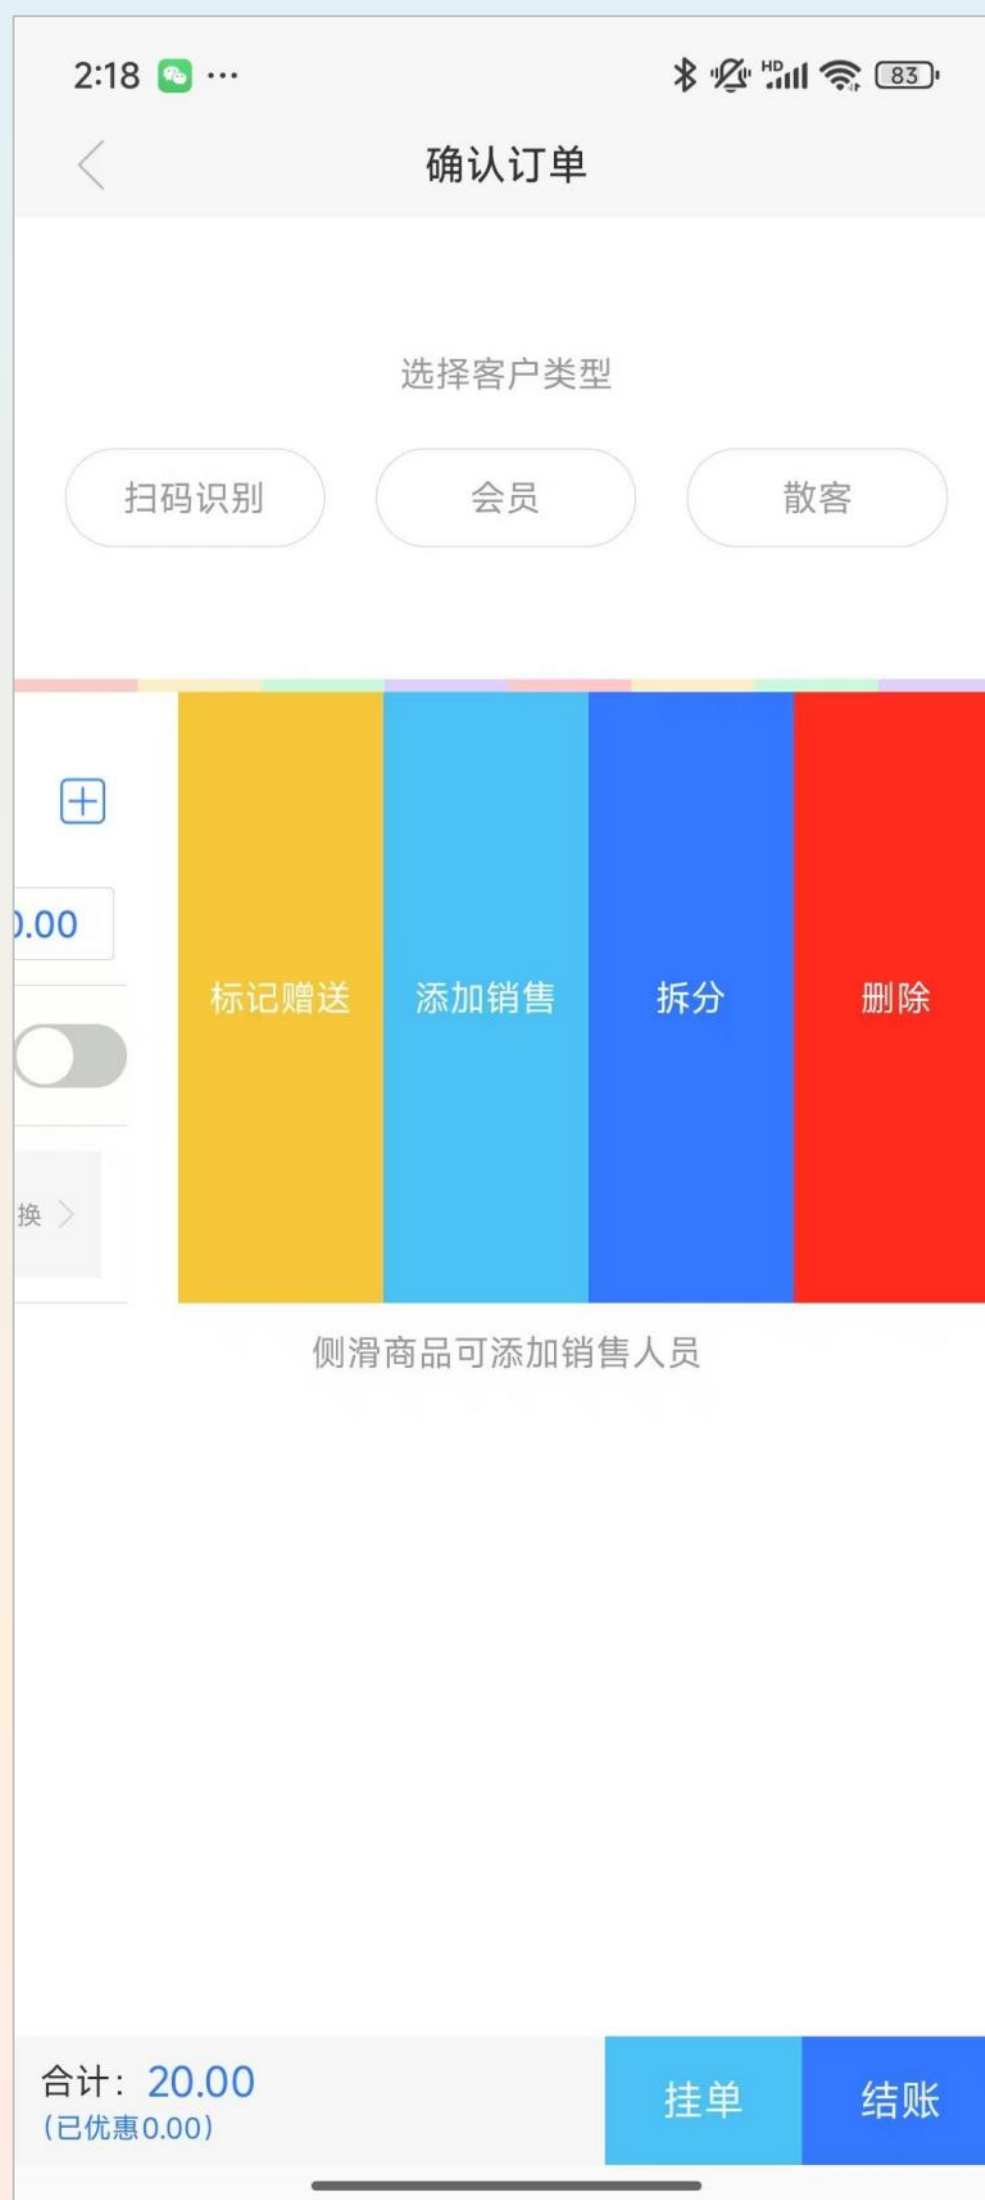 2:18 ··· HD 83
确认订单
选择客户类型
扫码识别 会员 散客
0.00
标记赠送 添加销售 拆分 删除
换
侧滑商品可添加销售人员
合计：20.00
(已优惠0.00)
挂单 结账